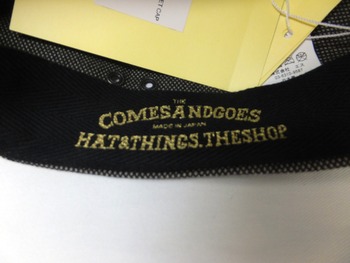 THE
COMESANDGOES
MADE IN JAPAN
HAT&THINGS.THESHOP